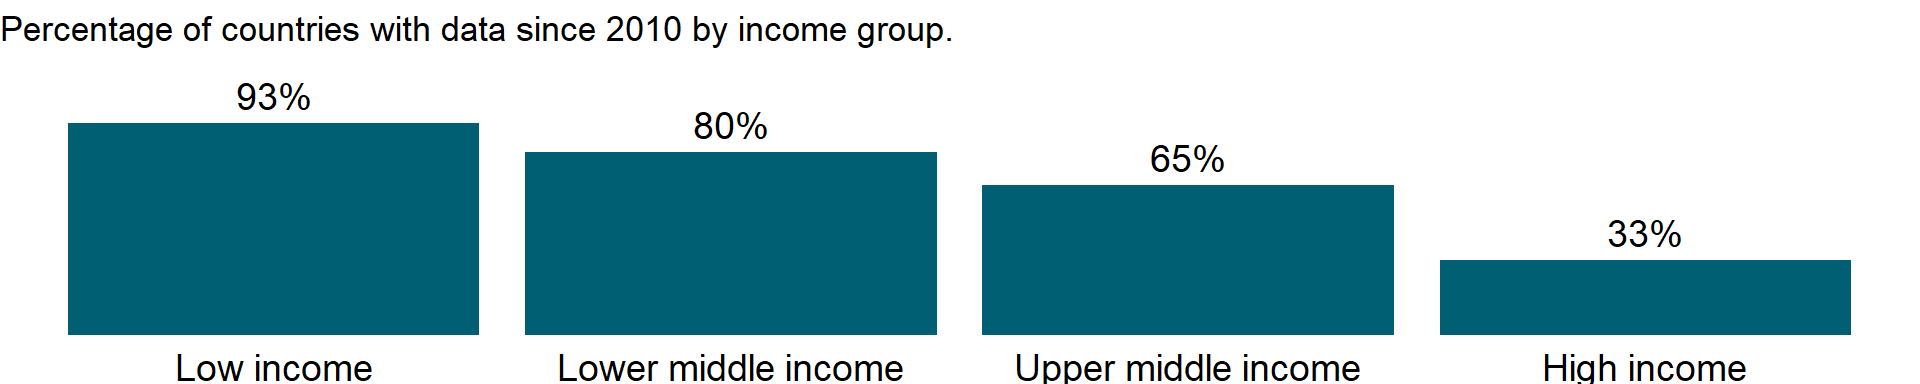 Percentage of countries with data since 2010 by income group.
93%
80%
65%
33%
Low income
Lower middle income
Upper middle income
High income